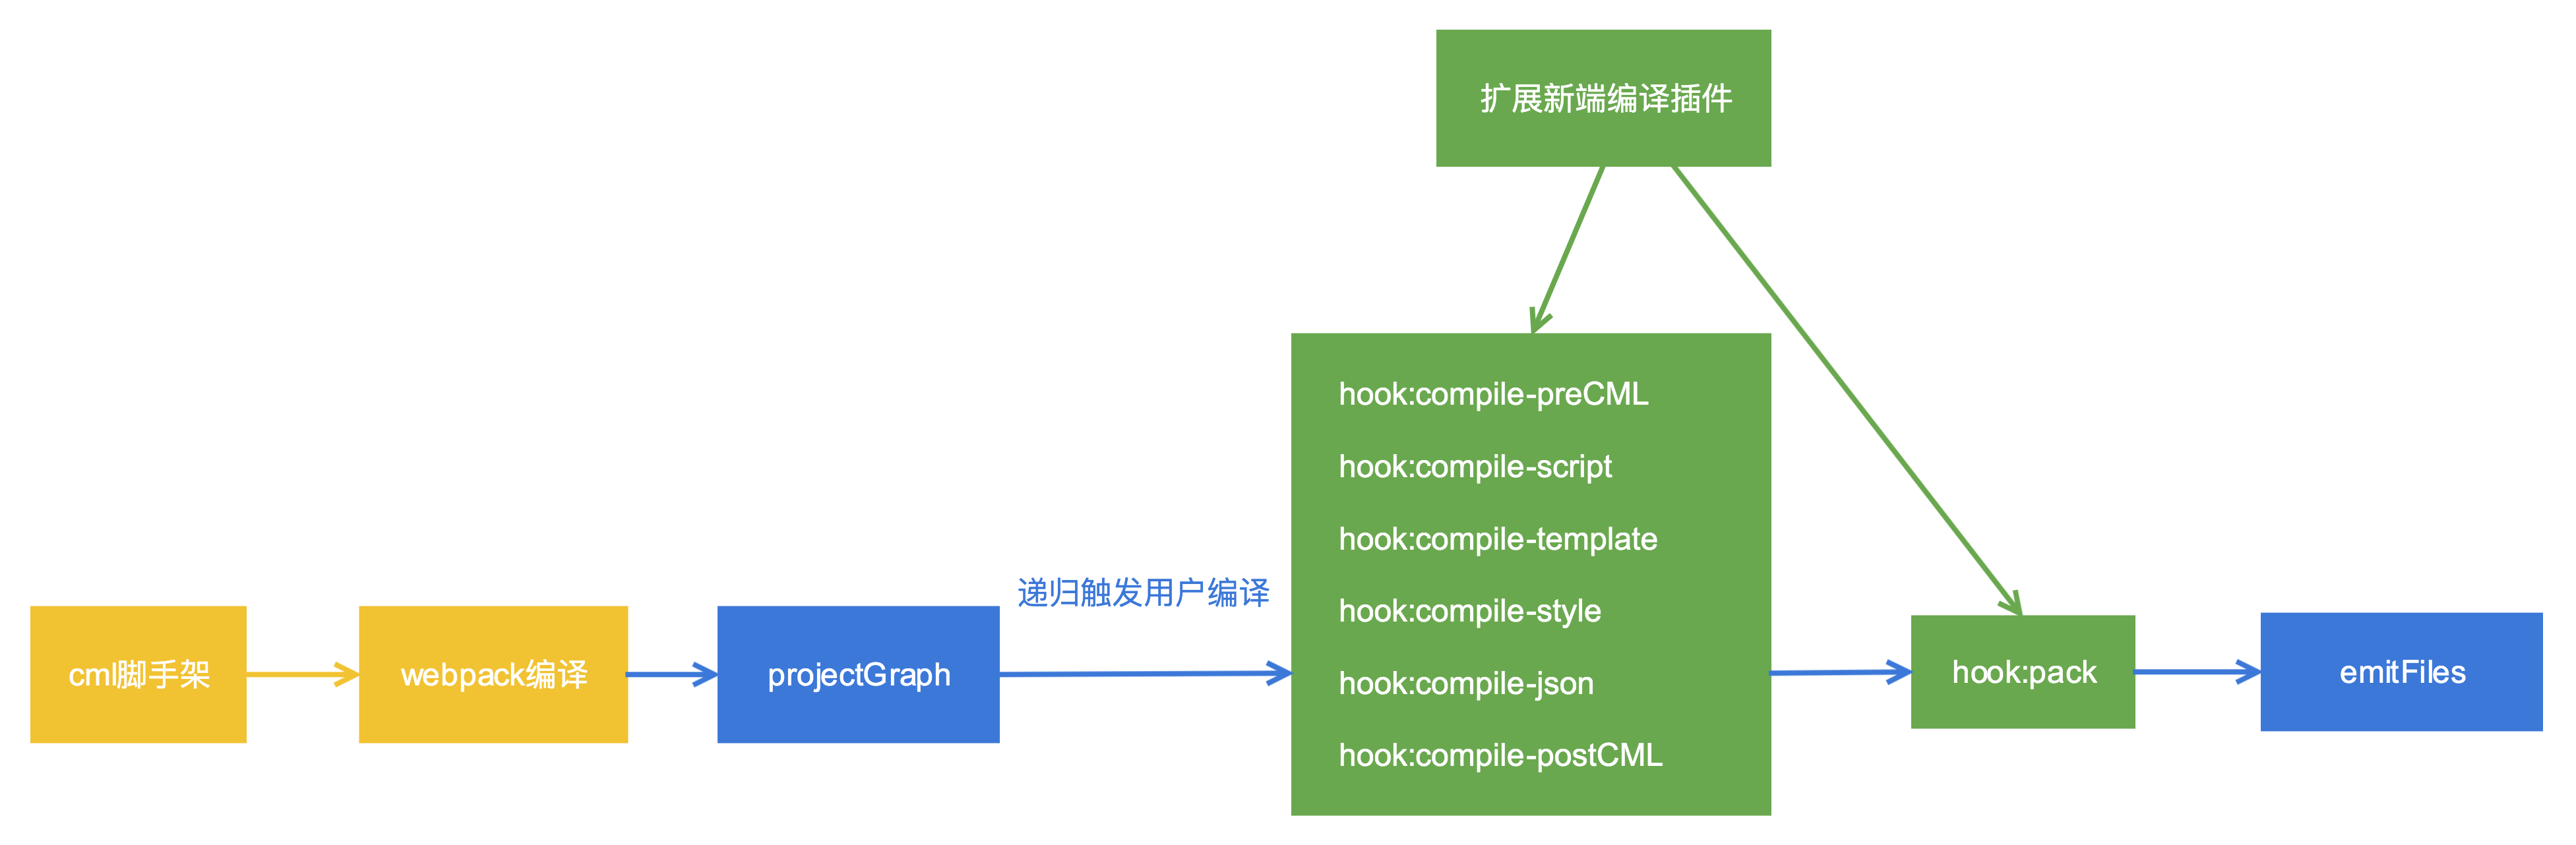 扩展新端编译插件
hook:compile-preCML
hook:compile-script
hook:compile-template
hook:compile-style
hook:compile-json
hook:compile-postCML
递归触发用户编译
cml脚手架
webpack编译
projectGraph
hook:pack
emitFiles